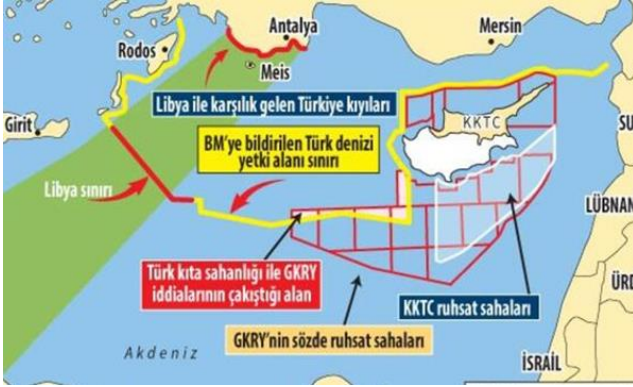 Antalya
Mersin
Rodos
Meis
Libya ile karşılık gelen Türkiye kıyıları
Girit
KKTC
SU
BM'ye bildirilen Türk denizi
yetki alanı sınırı
Libya sınırı
LÜBNAN
Türk kıta sahanlığı ile GKRY
iddialarının çakıştığı alan
ÜRD
KKTC ruhsat sahaları
GKRY'nin sözde ruhsat sahaları
Akdeniz
İSRAİL